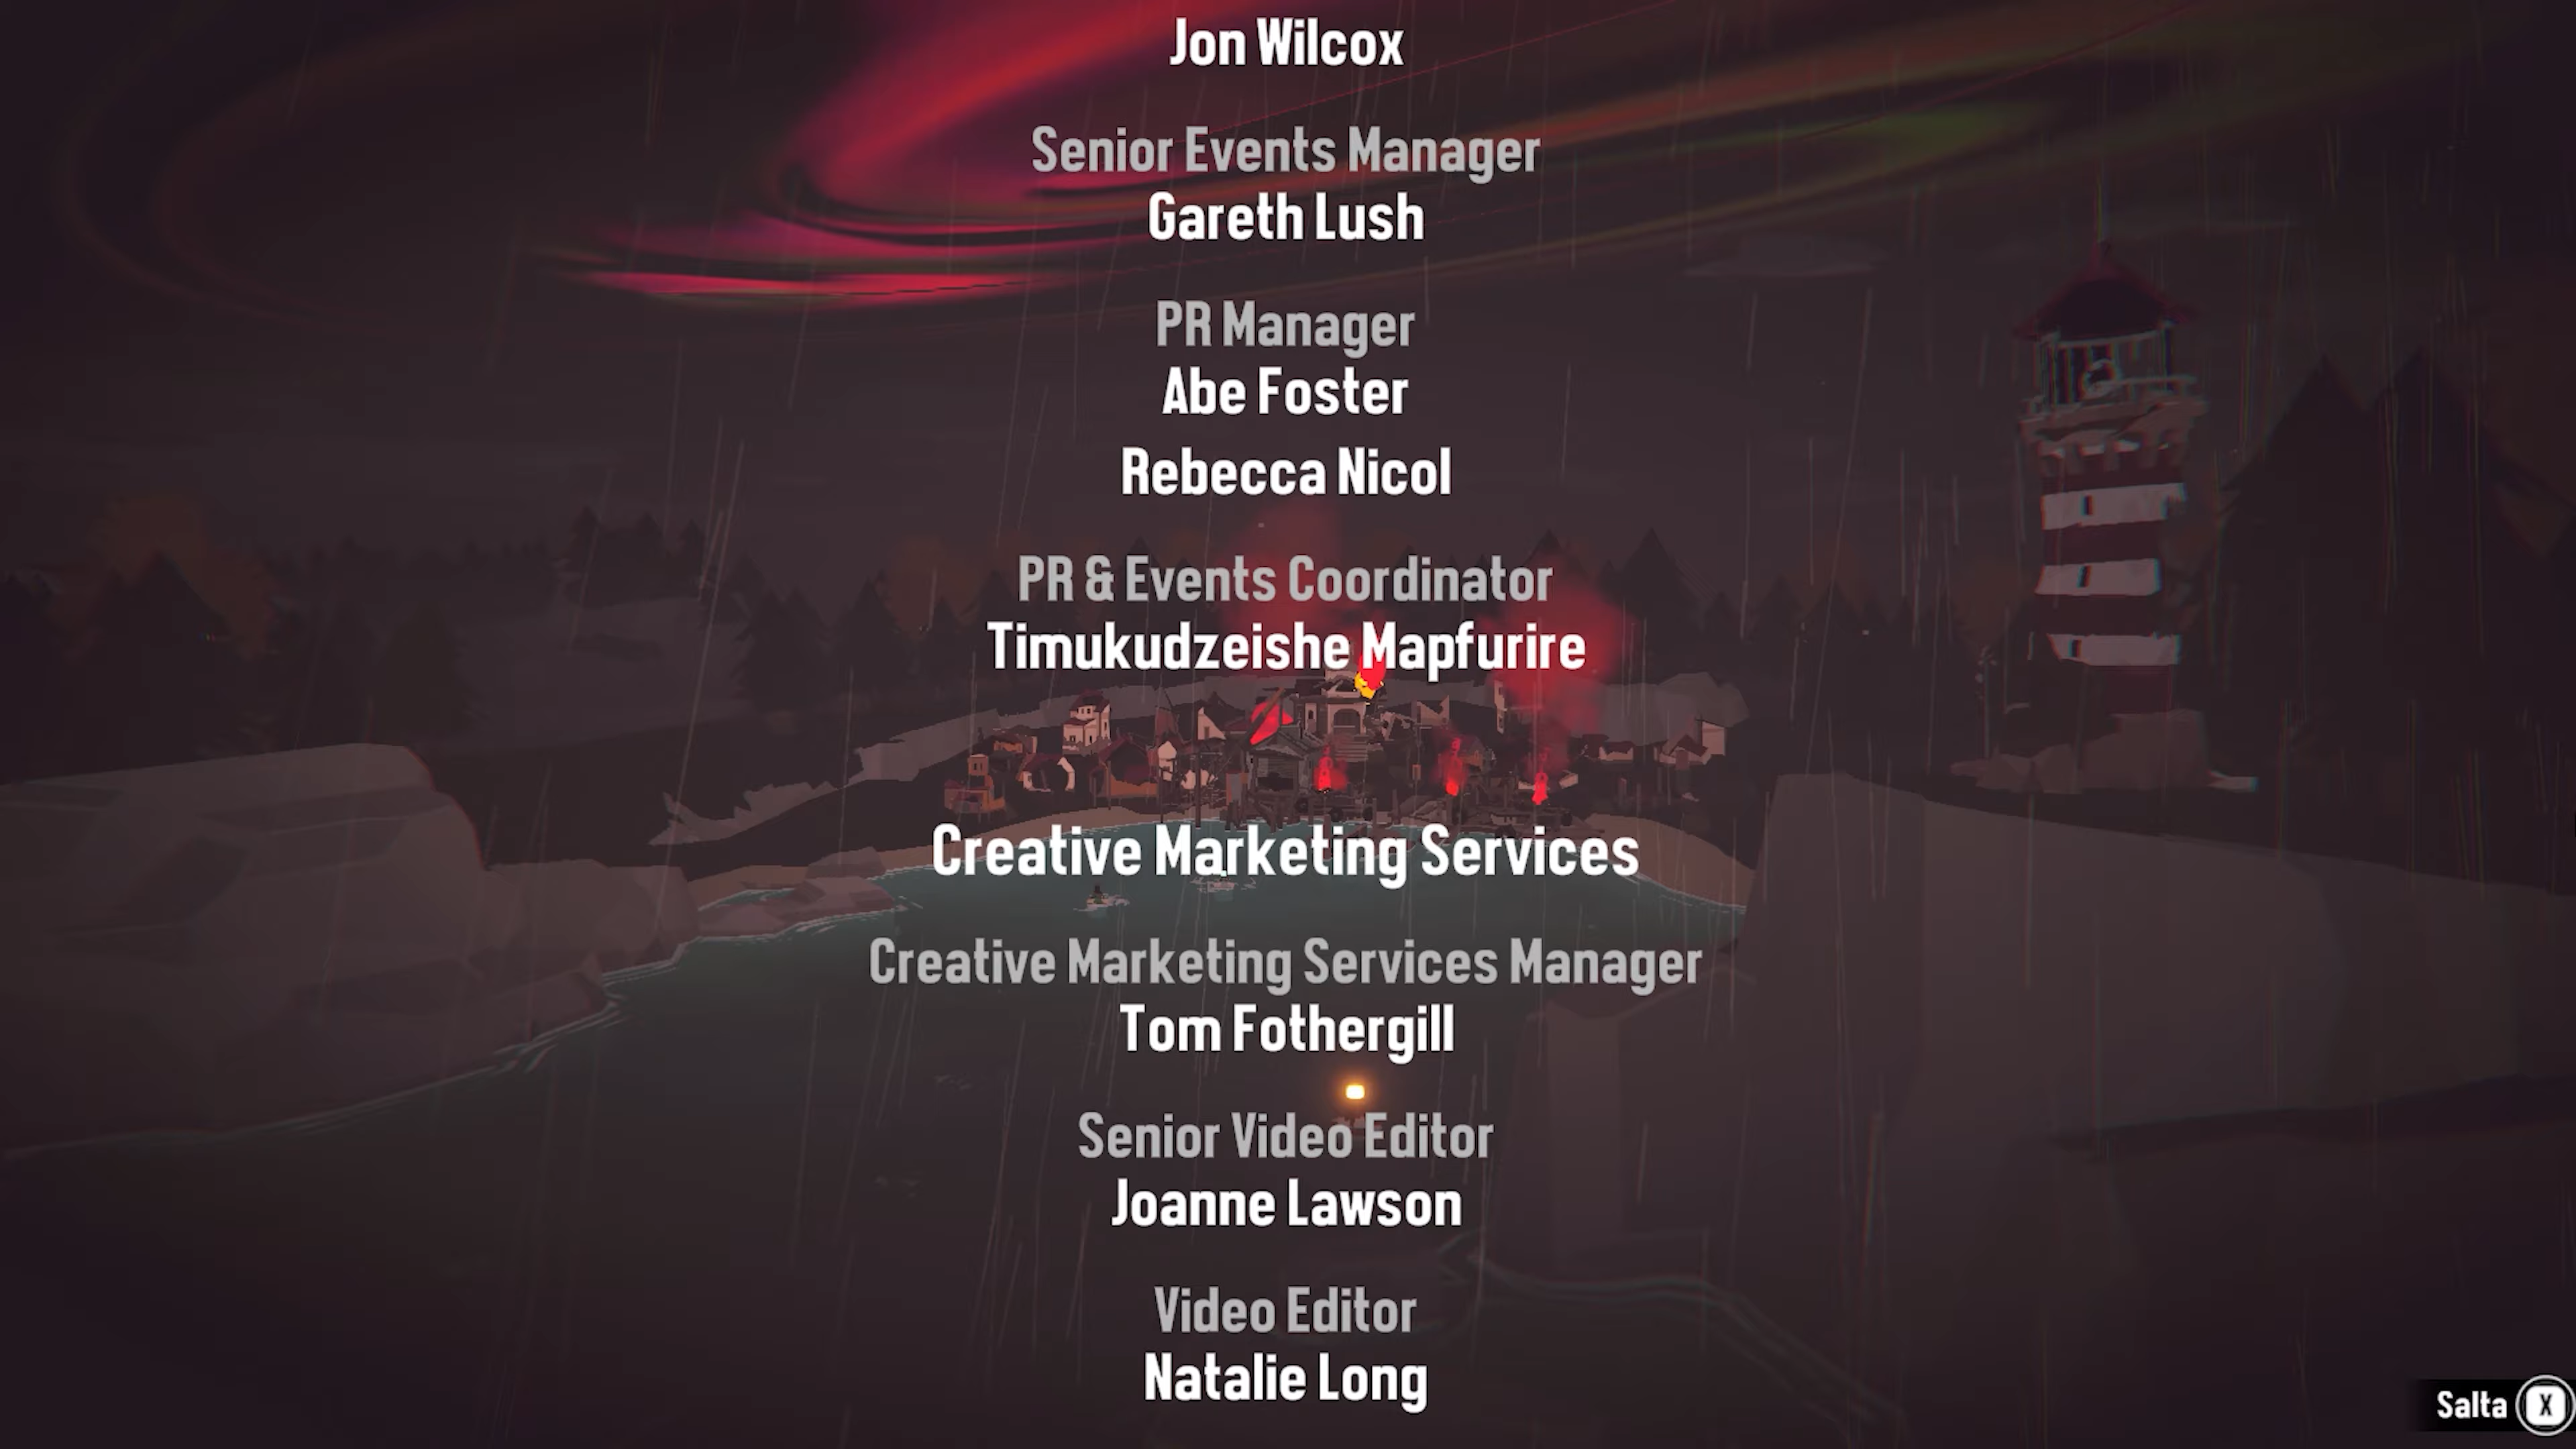 Jon Wilcox
Senior Events Manager
Gareth Lush
PR Manager
Abe Foster
Rebecca Nicol
PR & Events Coordinator
Timukudzeishe Mapfurire
Creative Marketing Services
Creative Marketing Services Manager
Tom Fothergill
Senior Video Editor
Joanne Lawson
Video Editor
Natalie Long
Salta X